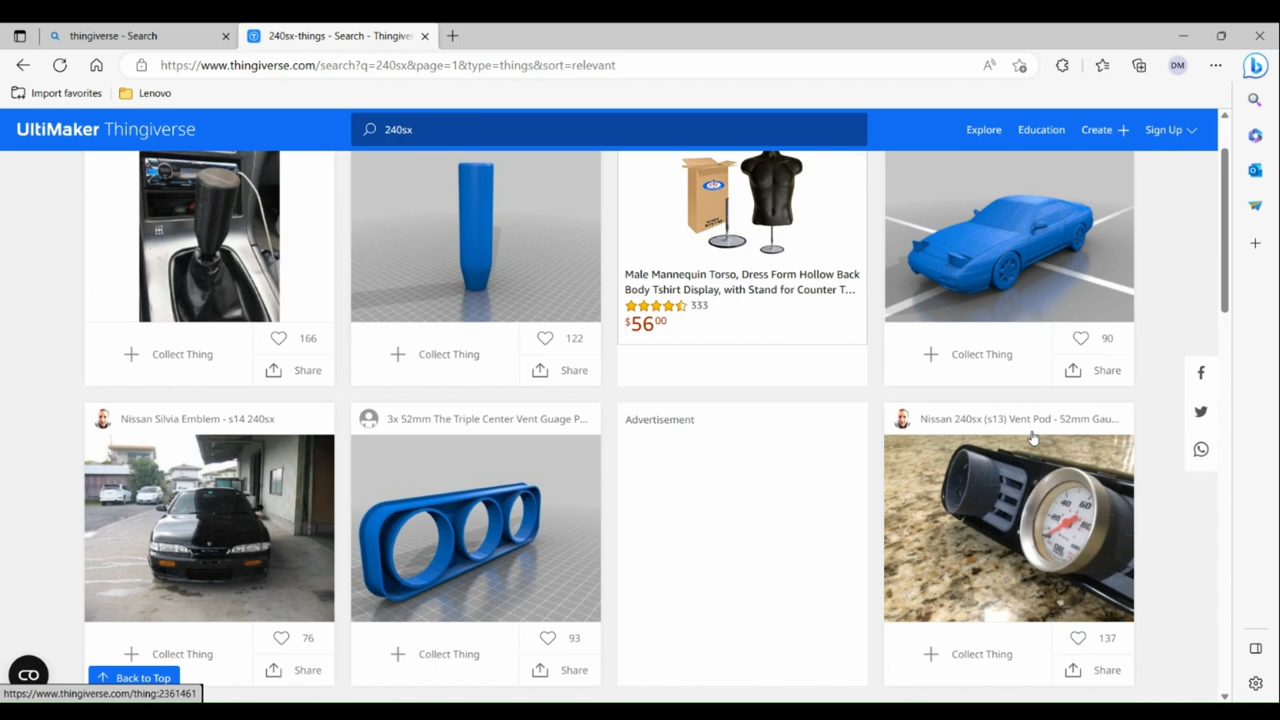 thingiverse - Search
240sx-things - Search - Thingive
https://www.thingiverse.com/search?q=240sx&page=1&type=things&sort=relevant
DM
Import favorites
Lenovo
UltiMaker Thingiverse
240sx
Explore
Education
Create
Sign Up
Male Mannequin Torso, Dress Form Hollow Back
Body Tshirt Display, with Stand for Counter T...
333
$56 00
Collect Thing
166
Share
Collect Thing
122
Share
Collect Thing
90
Share
Nissan Silvia Emblem - s14 240sx
3x 52mm The Triple Center Vent Guage P...
Advertisement
Nissan 240sx (s13) Vent Pod - 52mm Gau...
Collect Thing
76
Share
Collect Thing
93
Share
Collect Thing
137
Share
CO
Back to Top
https://www.thingiverse.com/thing:2361461